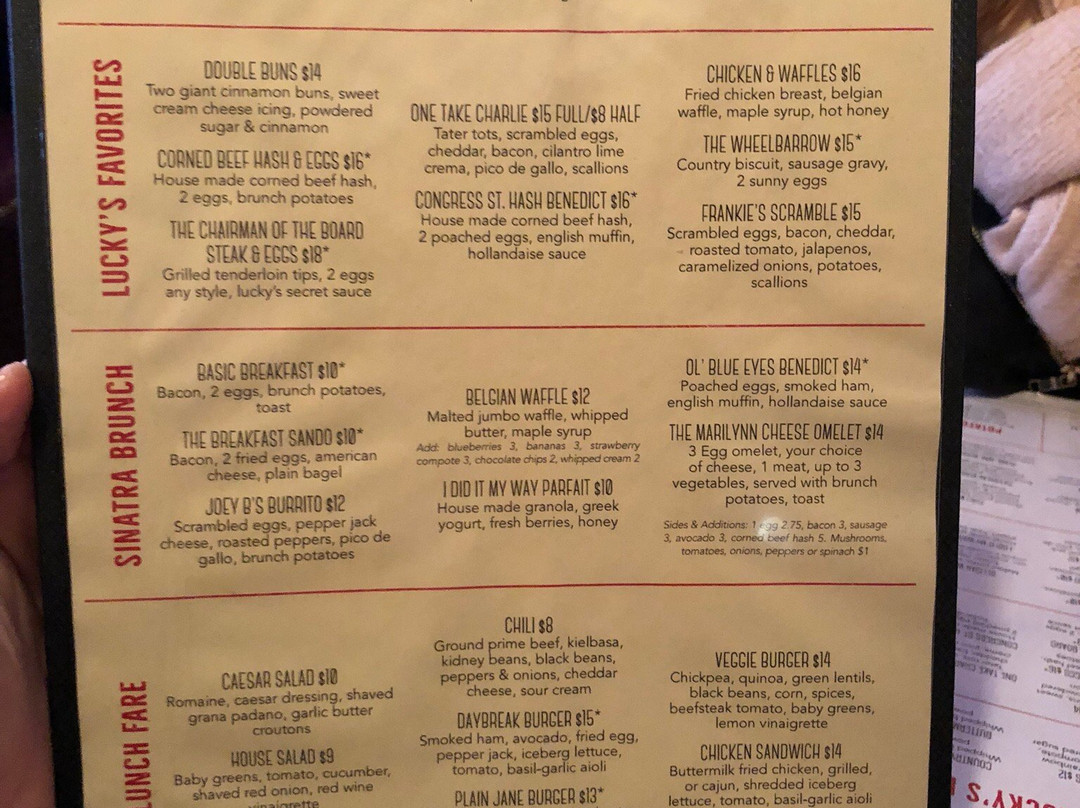 LUCKY'S FAVORITES
DOUBLE BUNS $14
Two giant cinnamon buns, sweet
cream cheese icing, powdered
sugar & cinnamon
CORNED BEEF HASH & EGGS $16*
House made corned beef hash,
2 eggs, brunch potatoes
THE CHAIRMAN OF THE BOARD
STEAK & EGGS $18*
Grilled tenderloin tips, 2 eggs
any style, lucky's secret sauce
ONE TAKE CHARLIE $15 FULL/$8 HALF
Tater tots, scrambled eggs,
cheddar, bacon, cilantro lime
crema, pico de gallo, scallions
CONGRESS ST. HASH BENEDICT $16*
House made corned beef hash,
2 poached eggs, english muffin,
hollandaise sauce
CHICKEN & WAFFLES $16
Fried chicken breast, belgian
waffle, maple syrup, hot honey
THE WHEELBARROW $15*
Country biscuit, sausage gravy,
2 sunny eggs
FRANKIE'S SCRAMBLE $15
Scrambled eggs, bacon, cheddar,
roasted tomato, jalapenos,
caramelized onions, potatoes,
scallions
SINATRA BRUNCH
BASIC BREAKFAST $10*
Bacon, 2 eggs, brunch potatoes,
toast
THE BREAKFAST SANDO $10*
Bacon, 2 fried eggs, american
cheese, plain bagel
JOEY B'S BURRITO $12
Scrambled eggs, pepper jack
cheese, roasted peppers, pico de
gallo, brunch potatoes
BELGIAN WAFFLE $12
Malted jumbo waffle, whipped
butter, maple syrup
Add: blueberries 3, bananas 3, strawberry
compote 3, chocolate chips 2, whipped cream 2
I DID IT MY WAY PARFAIT $10
House made granola, greek
yogurt, fresh berries, honey
OL' BLUE EYES BENEDICT $14*
Poached eggs, smoked ham,
english muffin, hollandaise sauce
THE MARILYNN CHEESE OMELET $14
3 Egg omelet, your choice
of cheese, 1 meat, up to 3
vegetables, served with brunch
potatoes, toast
Sides & Additions: 1 egg 2.75, bacon 3, sausage
3, avocado 3, corned beef hash 5. Mushrooms,
tomatoes, onions, peppers or spinach $1
LUNCH FARE
CAESAR SALAD $10
Romaine, caesar dressing, shaved
grana padano, garlic butter
croutons
HOUSE SALAD $9
Baby greens, tomato, cucumber,
shaved red onion, red wine
vinaigrette
CHILI $8
Ground prime beef, kielbasa,
kidney beans, black beans,
peppers & onions, cheddar
cheese, sour cream
DAYBREAK BURGER $15*
Smoked ham, avocado, fried egg,
pepper jack, iceberg lettuce,
tomato, basil-garlic aioli
PLAIN JANE BURGER $13*
VEGGIE BURGER $14
Chickpea, quinoa, green lentils,
black beans, corn, spices,
beefsteak tomato, baby greens,
lemon vinaigrette
CHICKEN SANDWICH $14
Buttermilk fried chicken, grilled,
or cajun, shredded iceberg
lettuce, tomato, basil-garlic aioli